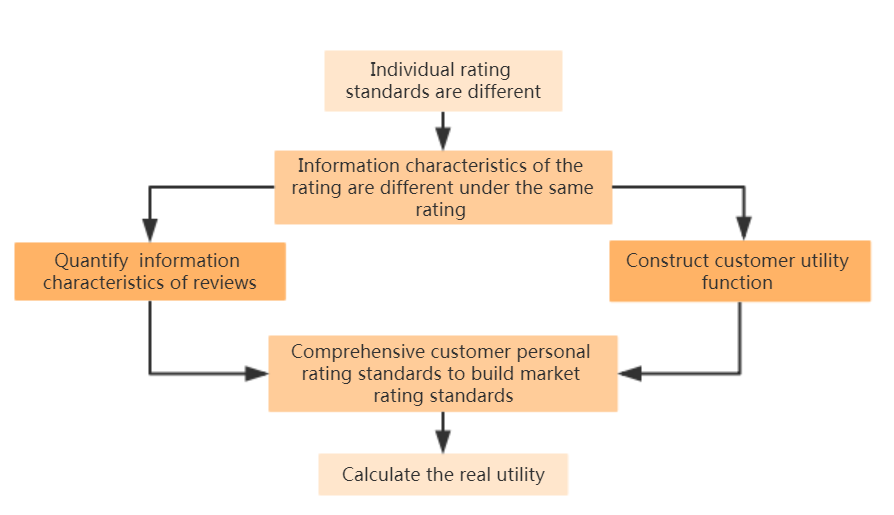 Individual rating
standards are different
Information characteristics of the
rating are different under the same
rating
Quantify information
characteristics of reviews
Construct customer utility
function
Comprehensive customer personal
rating standards to build market
rating standards
Calculate the real utility